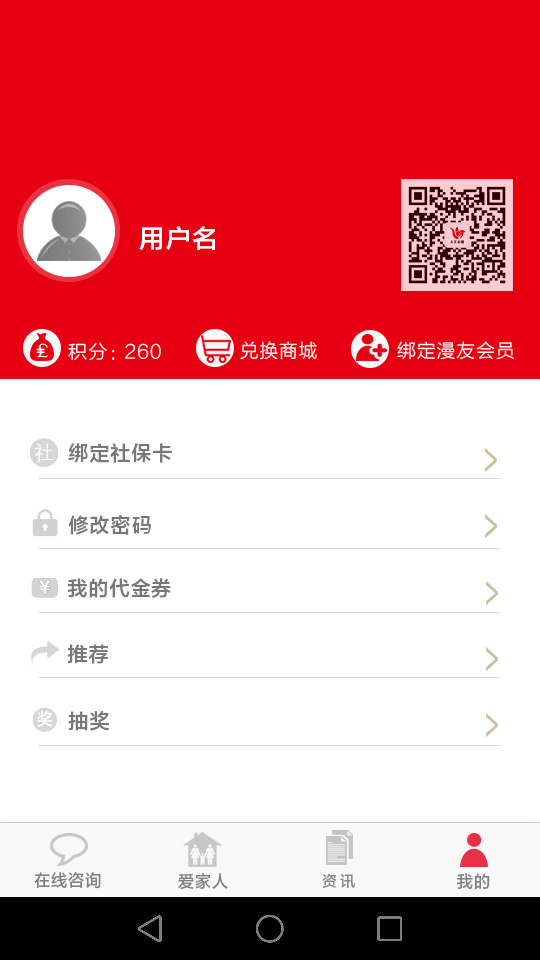 用户名
积分: 260
兑换商城
绑定漫友会员
社 绑定社保卡
修改密码
¥ 我的代金券
推荐
奖 抽奖
在线咨询
爱家人
资讯
我的